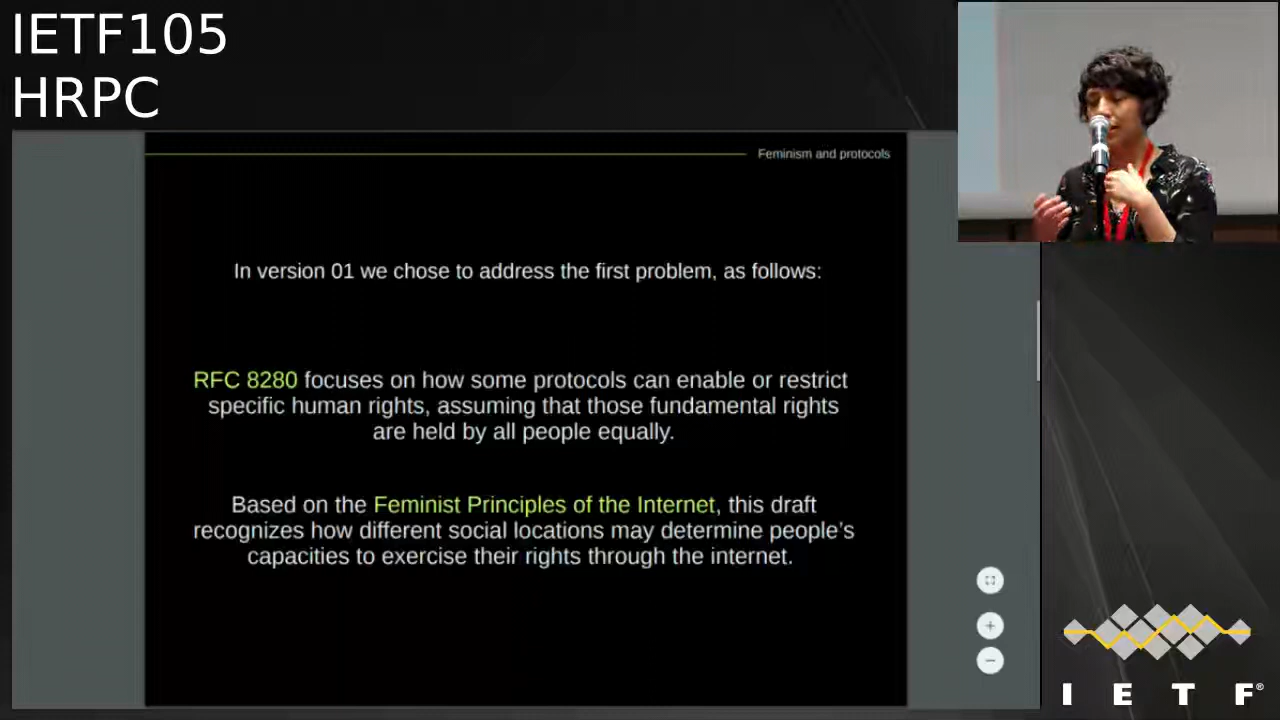 IETF105
HRPC
Feminism and protocols
In version 01 we chose to address the first problem, as follows:
RFC 8280 focuses on how some protocols can enable or restrict
specific human rights, assuming that those fundamental rights
are held by all people equally.
Based on the Feminist Principles of the Internet, this draft
recognizes how different social locations may determine people's
capacities to exercise their rights through the internet.
I E T F®